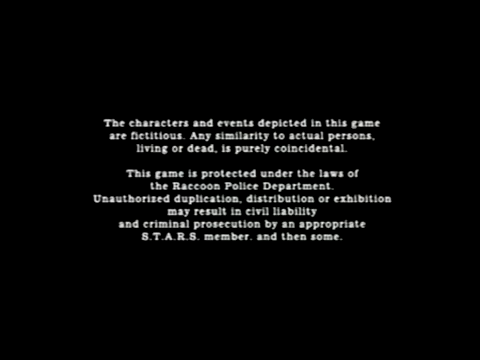 The characters and events depicted in this game
are fictitious. Any similarity to actual persons,
living or dead, is purely coincidental.
This game is protected under the laws of
the Raccoon Police Department.
Unauthorized duplication, distribution or exhibition
may result in civil liability
and criminal prosecution by an appropriate
S.T.A.R.S. member. and then some.